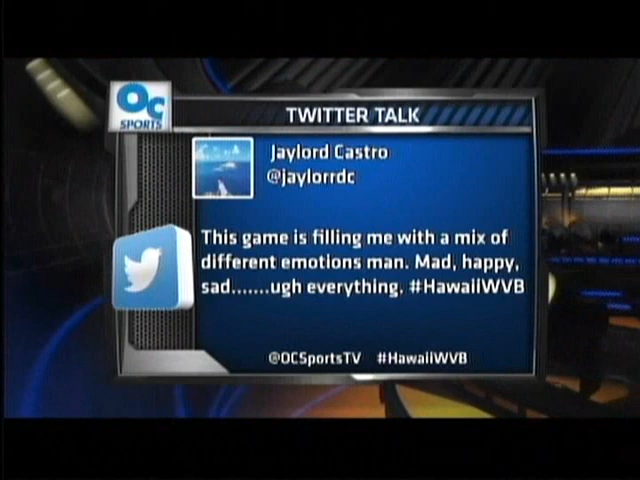 OC
SPORTS
TWITTER TALK
Jaylord Castro
@jaylorrdc
This game is filling me with a mix of
different emotions man. Mad, happy,
sad.......ugh everything. #HawaiiWVB
@OCSportsTV #HawaiiWVB